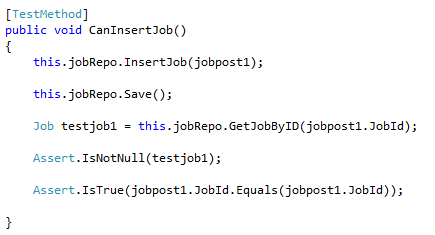 [TestMethod]
public void CanInsertJob()
{
    this.jobRepo.InsertJob(jobpost1);
    this.jobRepo.Save();
    Job testjob1 = this.jobRepo.GetJobByID(jobpost1.JobId);
    Assert.IsNotNull(testjob1);
    Assert.IsTrue(jobpost1.JobId.Equals(jobpost1.JobId));
}